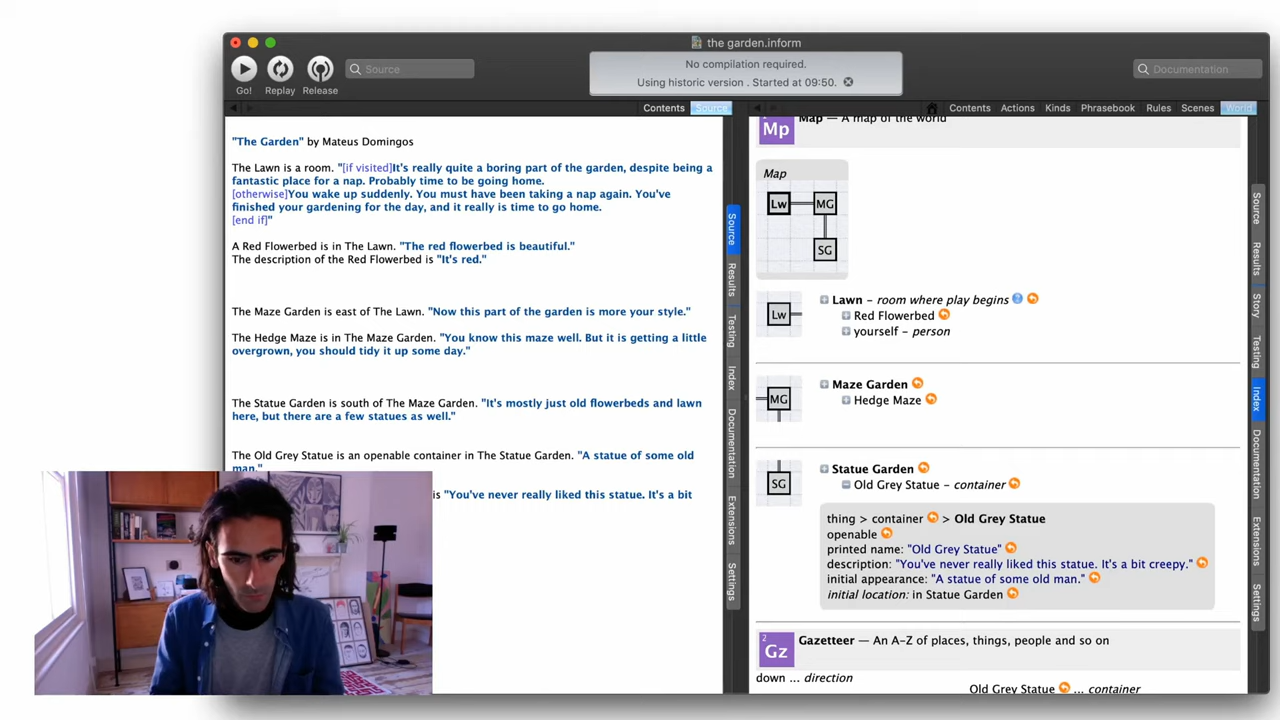 the garden.inform
No compilation required.
Using historic version . Started at 09:50.
Go!
Replay
Release
Source
Documentation
Contents
Source
Contents
Actions
Kinds
Phrasebook
Rules
Scenes
World
"The Garden" by Mateus Domingos
The Lawn is a room. "[if visited]It's really quite a boring part of the garden, despite being a
fantastic place for a nap. Probably time to be going home.
[otherwise]You wake up suddenly. You must have been taking a nap again. You've
finished your gardening for the day, and it really is time to go home.
[end if]"
A Red Flowerbed is in The Lawn. "The red flowerbed is beautiful."
The description of the Red Flowerbed is "It's red."
The Maze Garden is east of The Lawn. "Now this part of the garden is more your style."
The Hedge Maze is in The Maze Garden. "You know this maze well. But it is getting a little
overgrown, you should tidy it up some day."
The Statue Garden is south of The Maze Garden. "It's mostly just old flowerbeds and lawn
here, but there are a few statues as well."
The Old Grey Statue is an openable container in The Statue Garden. "A statue of some old
man."
is "You've never really liked this statue. It's a bit
Source
Results
Testing
Index
Documentation
Extensions
Settings
Mp
Map — A map of the world
Map
Lw
MG
SG
Lw
Lawn – room where play begins
Red Flowerbed
yourself – person
MG
Maze Garden
Hedge Maze
SG
Statue Garden
Old Grey Statue – container
thing > container > Old Grey Statue
openable
printed name: "Old Grey Statue"
description: "You've never really liked this statue. It's a bit creepy."
initial appearance: "A statue of some old man."
initial location: in Statue Garden
2
Gz
Gazetteer — An A-Z of places, things, people and so on
down ... direction
Old Grey Statue ... container
Source
Results
Story
Testing
Index
Documentation
Extensions
Settings